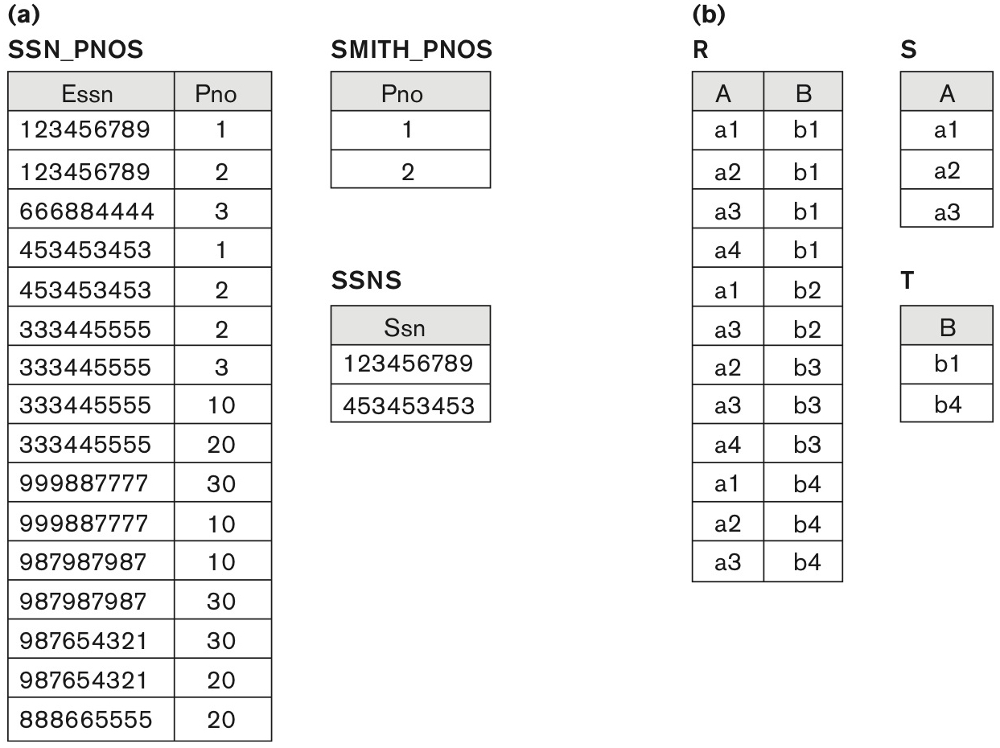 (a)
SSN_PNOS
Essn Pno
123456789 1
123456789 2
666884444 3
453453453 1
453453453 2
333445555 2
333445555 3
333445555 10
333445555 20
999887777 30
999887777 10
987987987 10
987987987 30
987654321 30
987654321 20
888665555 20
SMITH_PNOS
Pno
1
2
SSNS
Ssn
123456789
453453453
(b)
R
A B
a1 b1
a2 b1
a3 b1
a4 b1
a1 b2
a3 b2
a2 b3
a3 b3
a4 b3
a1 b4
a2 b4
a3 b4
S
A
a1
a2
a3
T
B
b1
b4